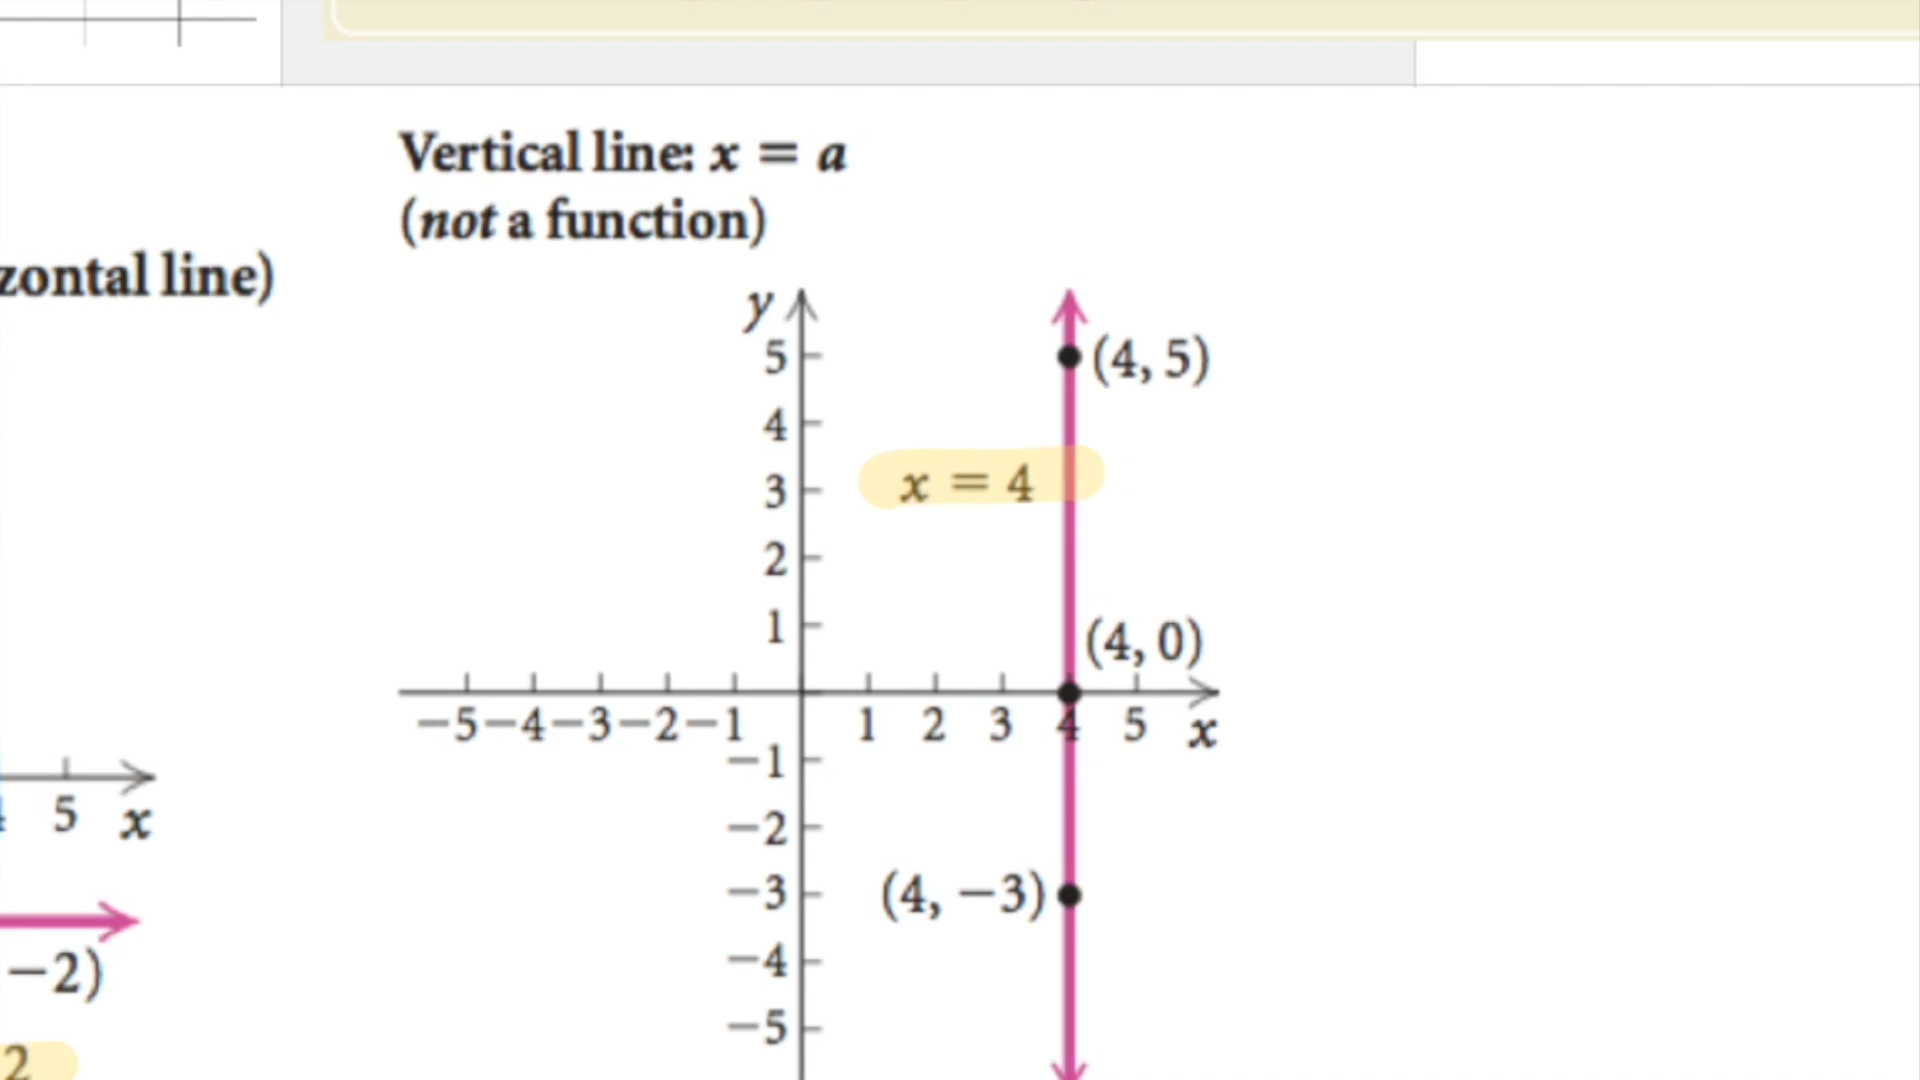 Vertical line: x = a
(not a function)
zontal line)
y
5
(4, 5)
4
x = 4
3
2
1
(4, 0)
−5 −4 −3 −2 −1 1 2 3 4 5 x
−1
5 x
−2
(4, −3)
−3
−2)
−4
−5
2